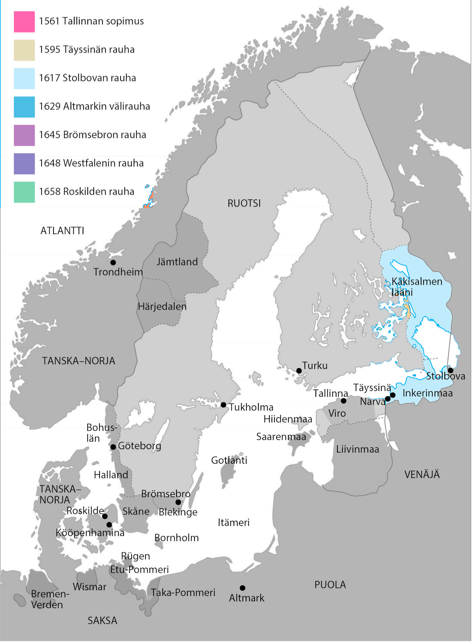 1561 Tallinnan sopimus
1595 Täyssinän rauha
1617 Stolbovan rauha
1629 Altmarkin välirauha
1645 Brömsebron rauha
1648 Westfalenin rauha
1658 Roskilden rauha
RUOTSI
ATLANTTI
Jämtland
Trondheim
Käkisalmen
lääni
Härjedalen
TANSKA–NORJA
Turku
Stolbova
Täyssinä
Tallinna
Inkerinmaa
Narva
Tukholma
Viro
Hiidenmaa
Bohus-
län
Saarenmaa
Göteborg
Liivinmaa
Gotlanti
Halland
VENÄJÄ
TANSKA–
NORJA
Brömsebro
Roskilde
Skåne
Blekinge
Itämeri
Kööpenhamina
Bornholm
Rügen
Etu-Pommeri
Wismar
Bremen-
Verden
Taka-Pommeri
Altmark
PUOLA
SAKSA